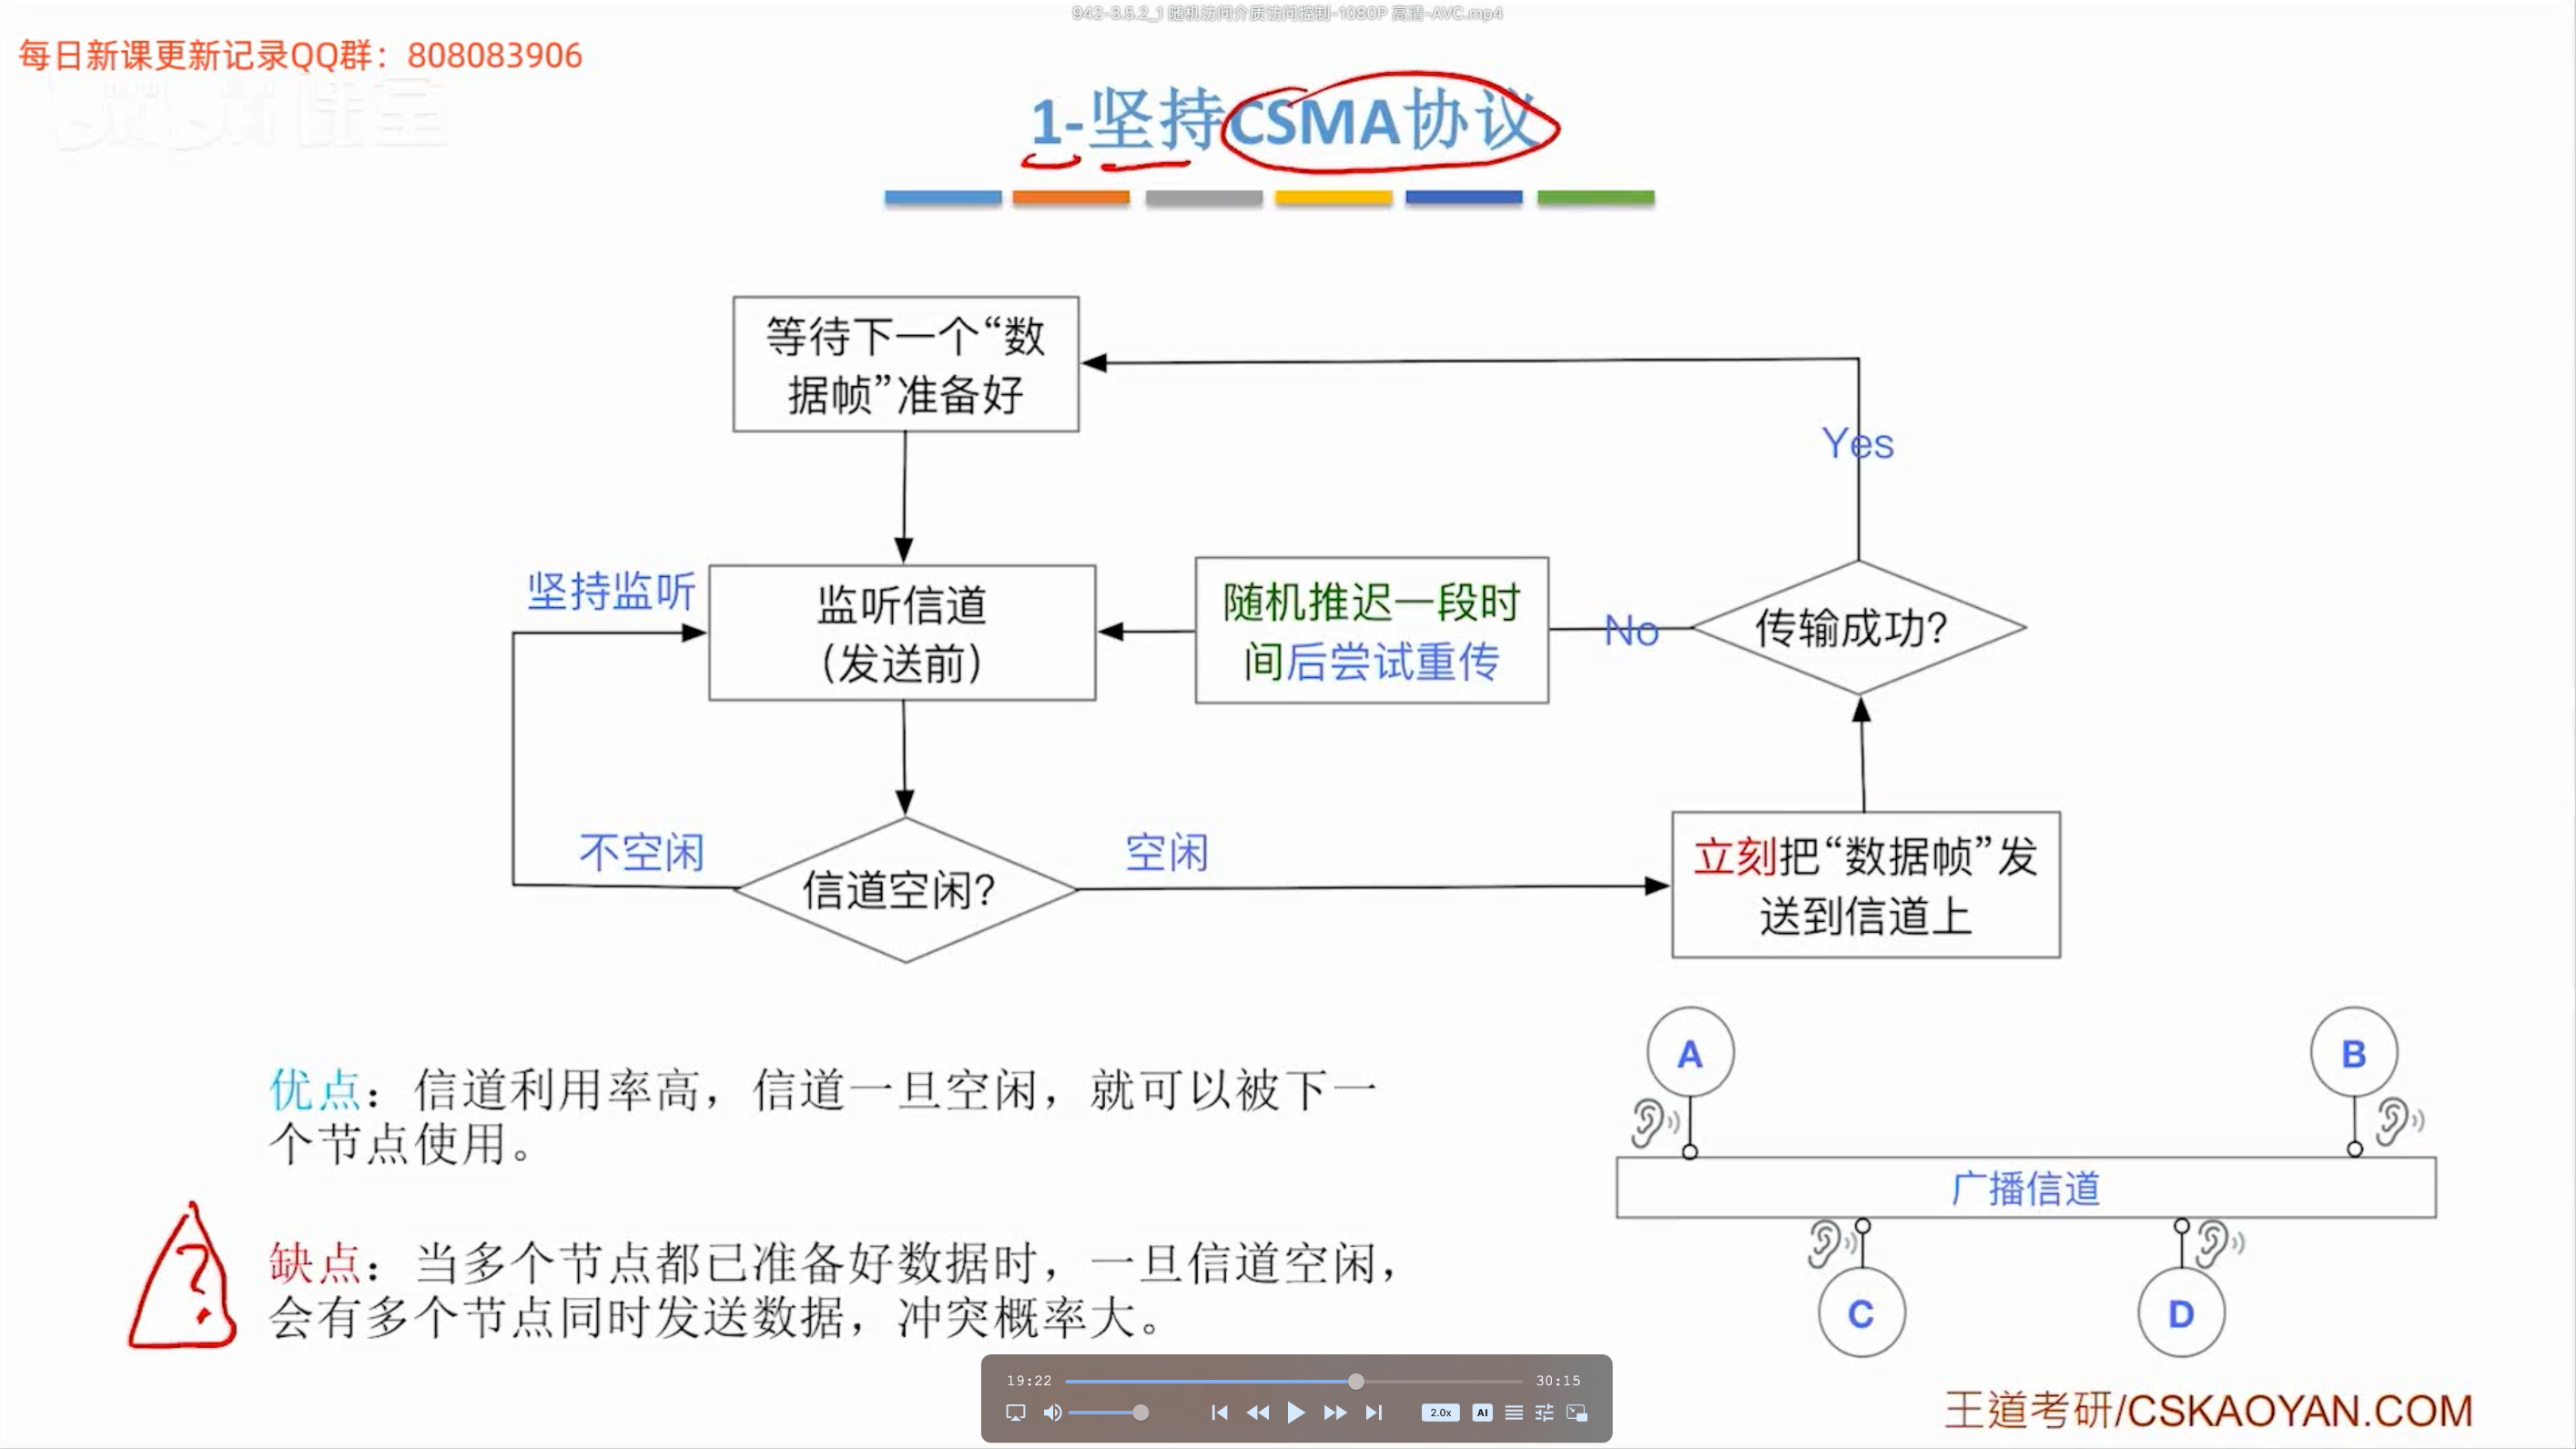 942-3.5.2_1 随机访问介质访问控制-1080P 高清-AVC.mp4
每日新课更新记录QQ群：808083906
1-坚持CSMA协议
等待下一个“数
据帧”准备好
Yes
坚持监听
监听信道
（发送前）
随机推迟一段时
间后尝试重传
No
传输成功？
不空闲
信道空闲？
空闲
立刻把“数据帧”发
送到信道上
优点：信道利用率高，信道一旦空闲，就可以被下一
个节点使用。
?
缺点：当多个节点都已准备好数据时，一旦信道空闲，
会有多个节点同时发送数据，冲突概率大。
A
B
广播信道
C
D
19:22
30:15
2.0x
AI
王道考研/CSKAOYAN.COM